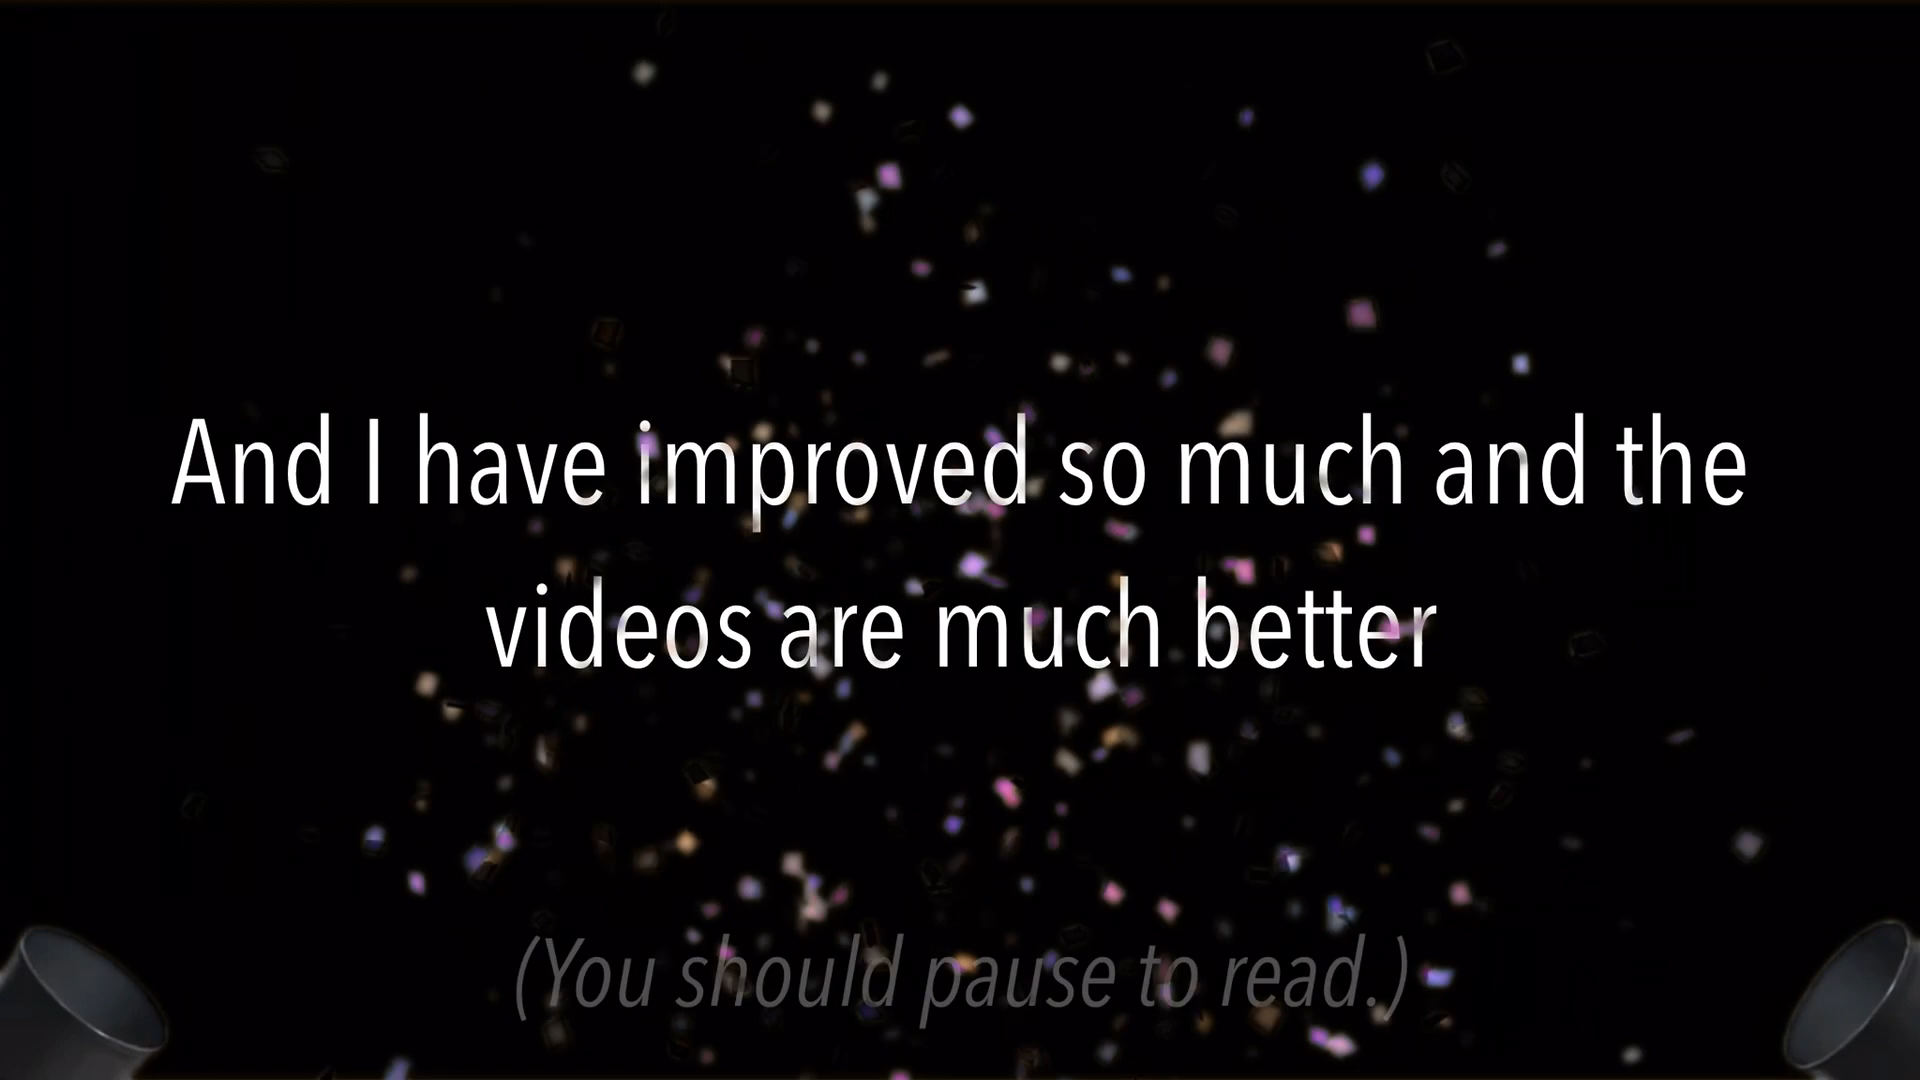 And I have improved so much and the
videos are much better
(You should pause to read.)